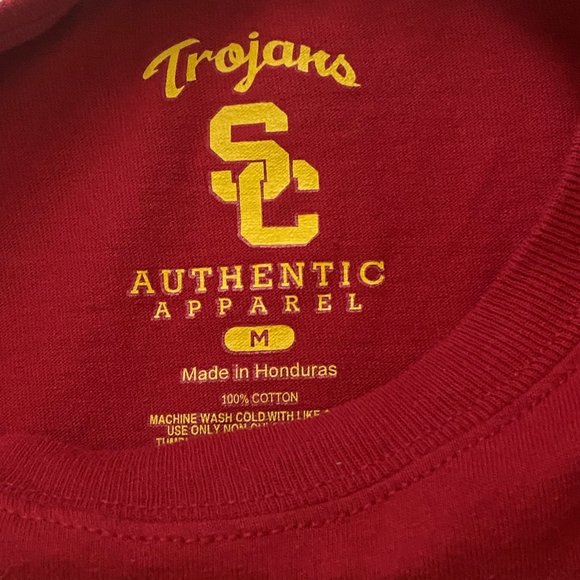 Trojans
SC
AUTHENTIC
APPAREL
M
Made in Honduras
100% COTTON
MACHINE WASH COLD WITH LIKE
USE ONLY NON